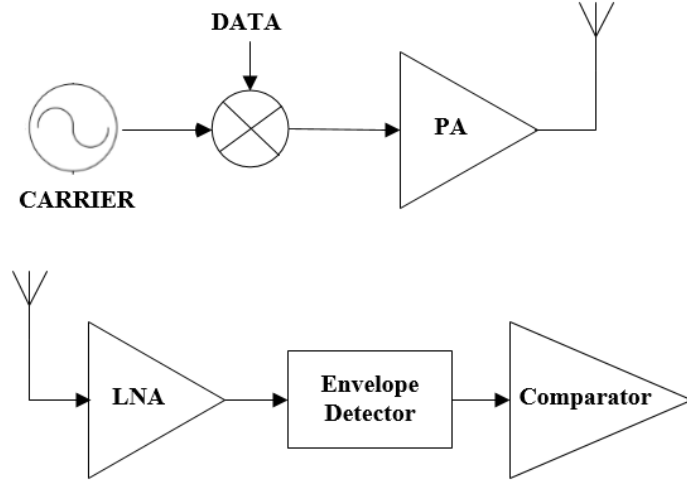 DATA
PA
CARRIER
LNA
Envelope
Detector
Comparator